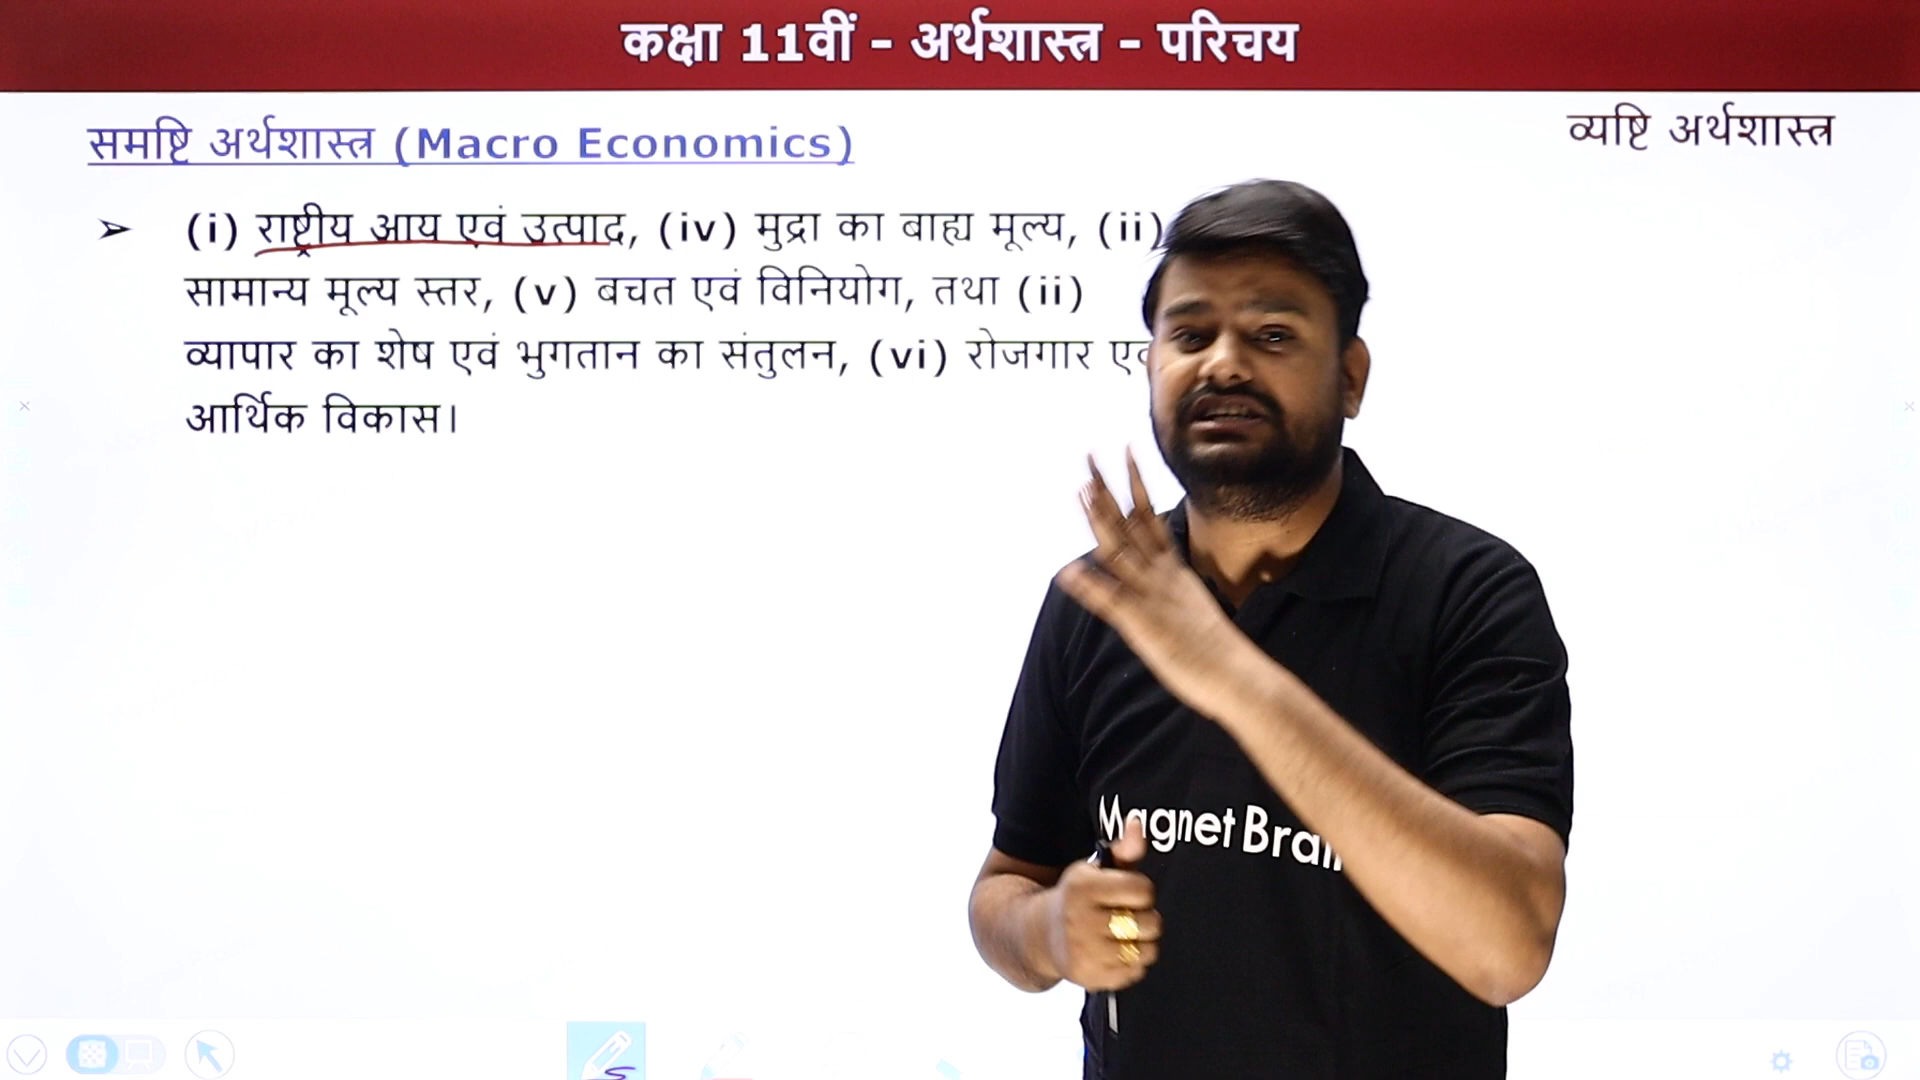 कक्षा 11वीं - अर्थशास्त्र - परिचय
व्यष्टि अर्थशास्त्र
समष्टि अर्थशास्त्र (Macro Economics)
(i) राष्ट्रीय आय एवं उत्पाद, (iv) मुद्रा का बाह्य मूल्य, (ii)
सामान्य मूल्य स्तर, (v) बचत एवं विनियोग, तथा (ii)
व्यापार का शेष एवं भुगतान का संतुलन, (vi) रोजगार
आर्थिक विकास।
Magnet